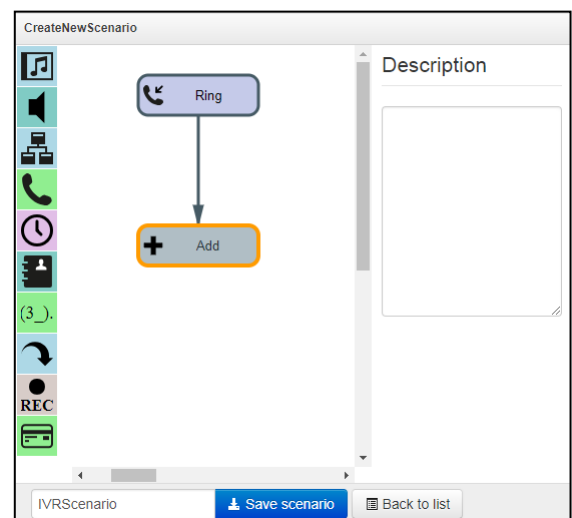 CreateNewScenario
Ring
Add
(3_).
REC
Description
IVRScenario
Save scenario
Back to list